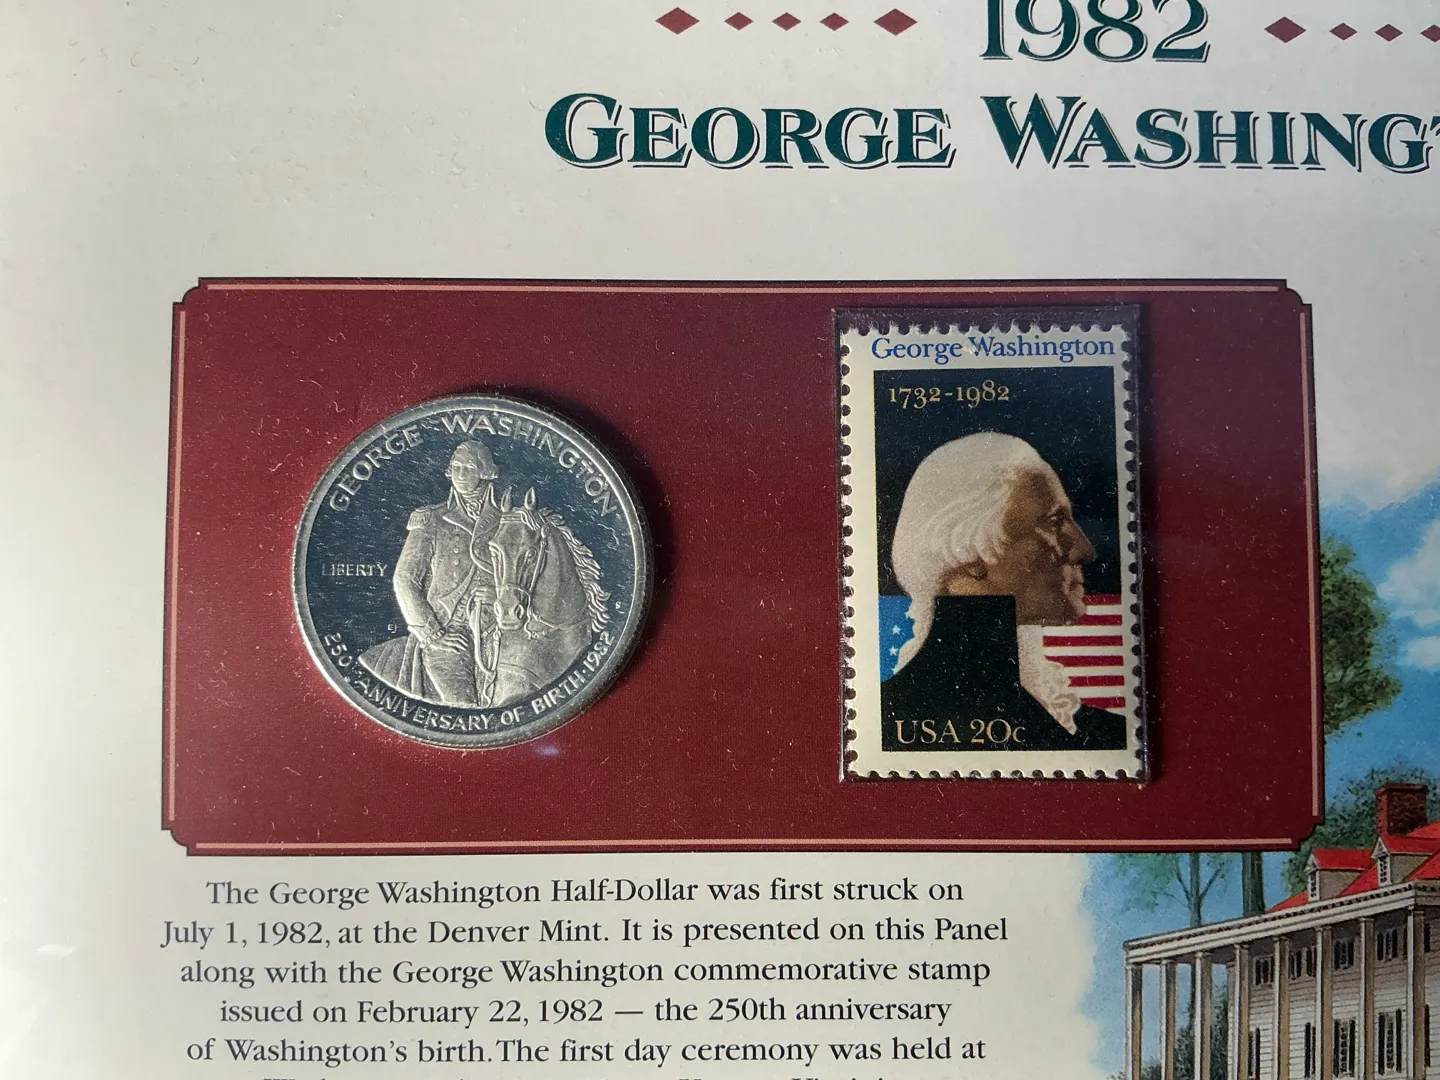 1982
GEORGE WASHINGT
GEORGE WASHINGTON
LIBERTY
EJ
S
250TH ANNIVERSARY OF BIRTH·1982
George Washington
1732-1982
USA 20c
The George Washington Half-Dollar was first struck on
July 1, 1982, at the Denver Mint. It is presented on this Panel
along with the George Washington commemorative stamp
issued on February 22, 1982 — the 250th anniversary
of Washington's birth. The first day ceremony was held at